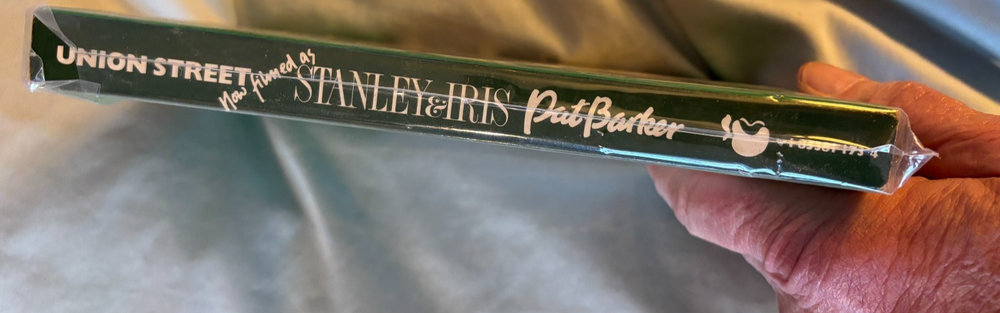 UNION STREET now filmed as STANLEY & IRIS Pat Barker